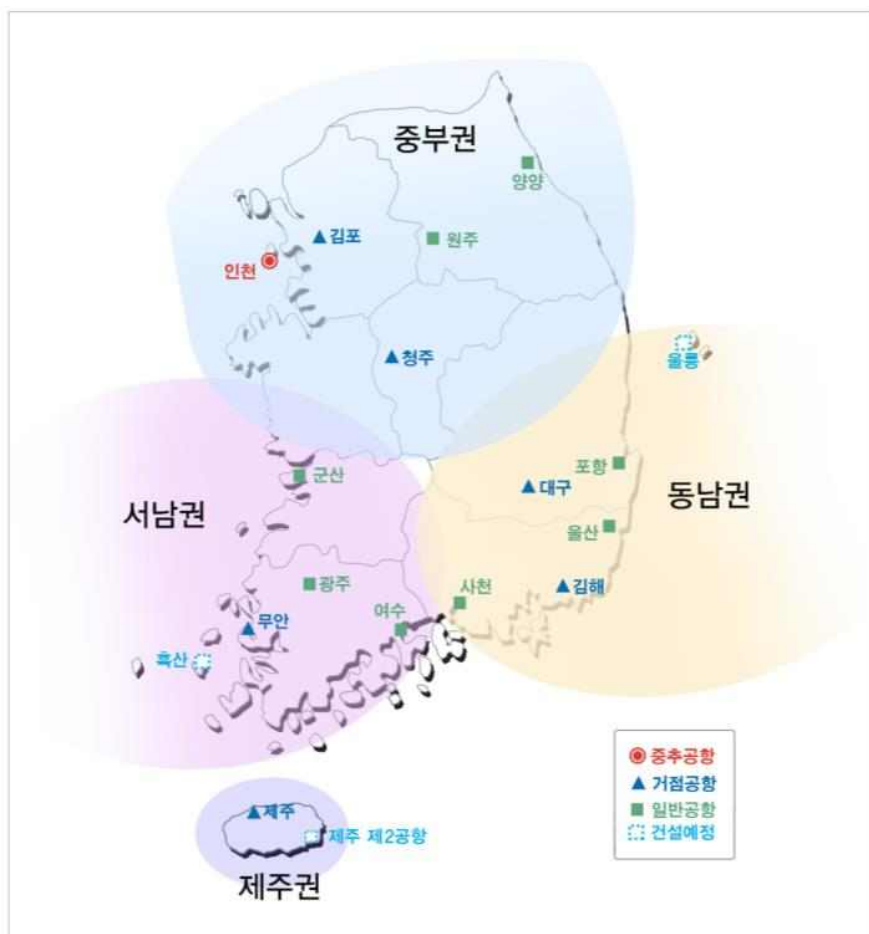 중부권
양양
김포
원주
인천
청주
울릉
군산
포항
대구
서남권
동남권
울산
광주
김해
사천
여수
무안
흑산
중추공항
거점공항
일반공항
건설예정
제주
제주 제2공항
제주권